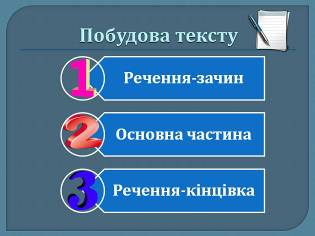 Побудова тексту
1 Речення-зачин
2 Основна частина
3 Речення-кінцівка